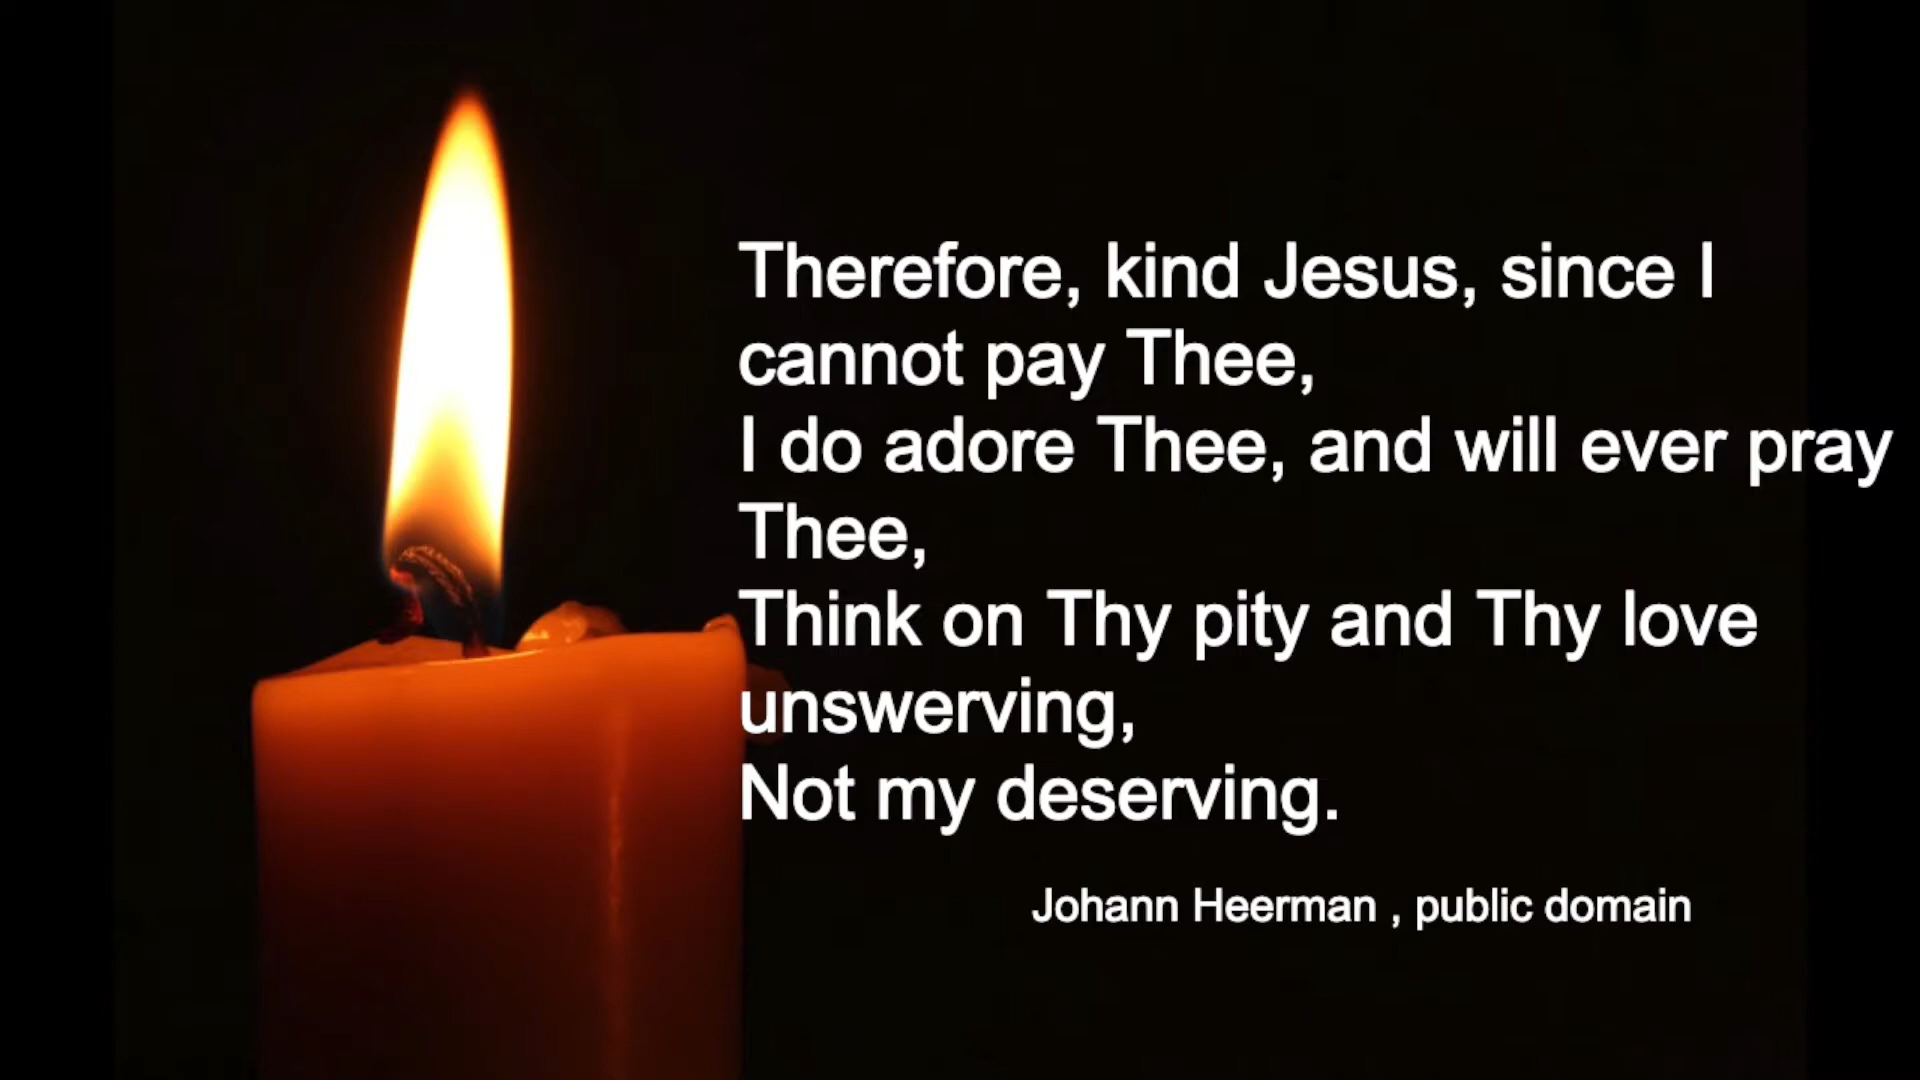 Therefore, kind Jesus, since I
cannot pay Thee,
I do adore Thee, and will ever pray
Thee,
Think on Thy pity and Thy love
unswerving,
Not my deserving.
Johann Heerman , public domain